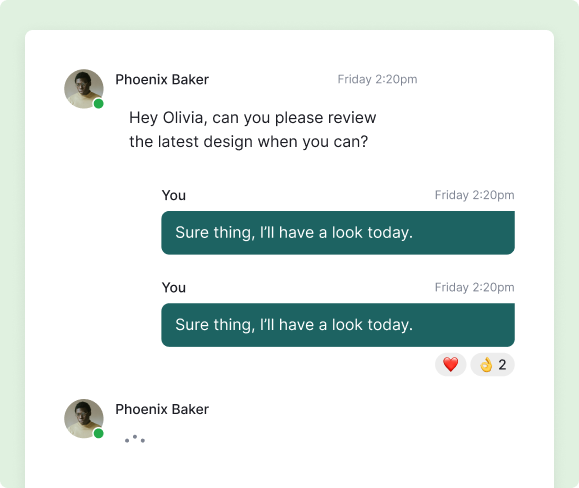 Phoenix Baker
Friday 2:20pm
Hey Olivia, can you please review
the latest design when you can?
You
Friday 2:20pm
Sure thing, I’ll have a look today.
You
Friday 2:20pm
Sure thing, I’ll have a look today.
❤️ 👌 2
Phoenix Baker